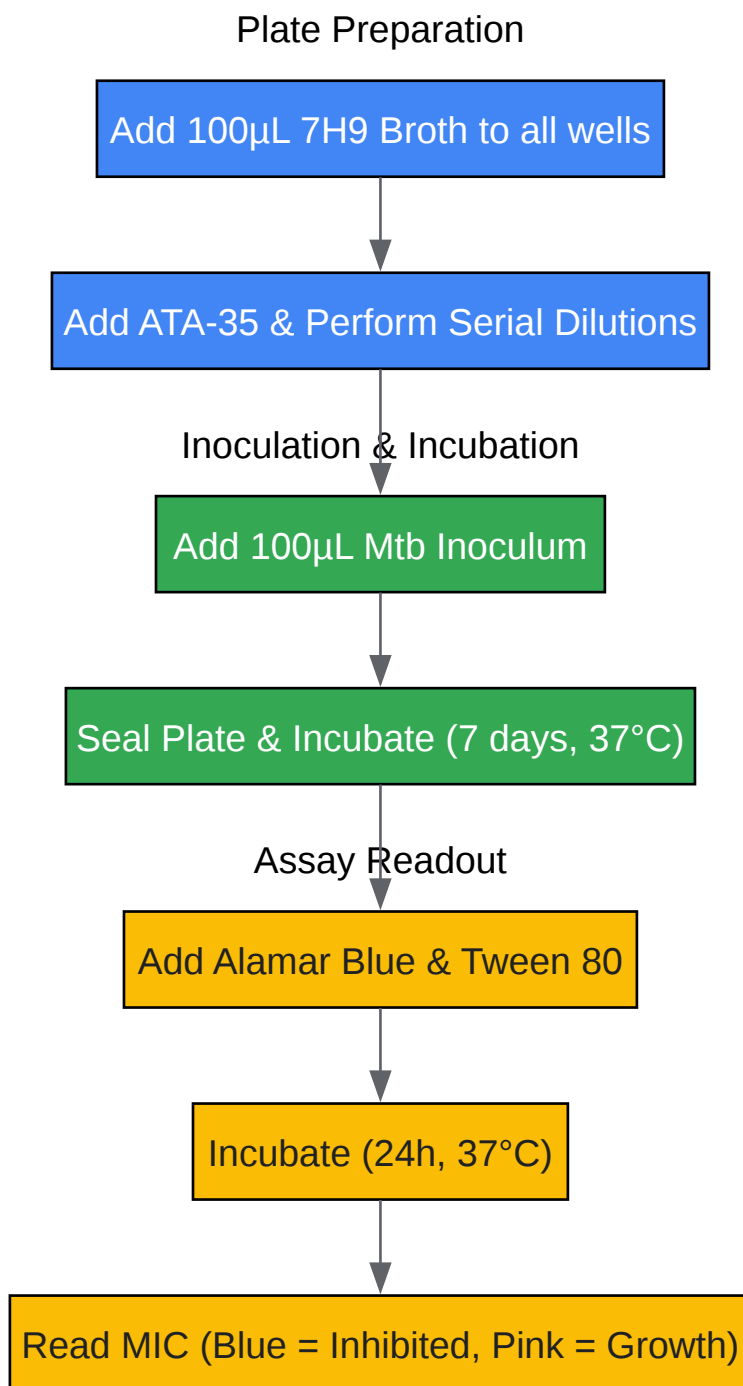 Plate Preparation
Add 100µL 7H9 Broth to all wells
Add ATA-35 & Perform Serial Dilutions
Inoculation & Incubation
Add 100µL Mtb Inoculum
Seal Plate & Incubate (7 days, 37°C)
Assay Readout
Add Alamar Blue & Tween 80
Incubate (24h, 37°C)
Read MIC (Blue = Inhibited, Pink = Growth)